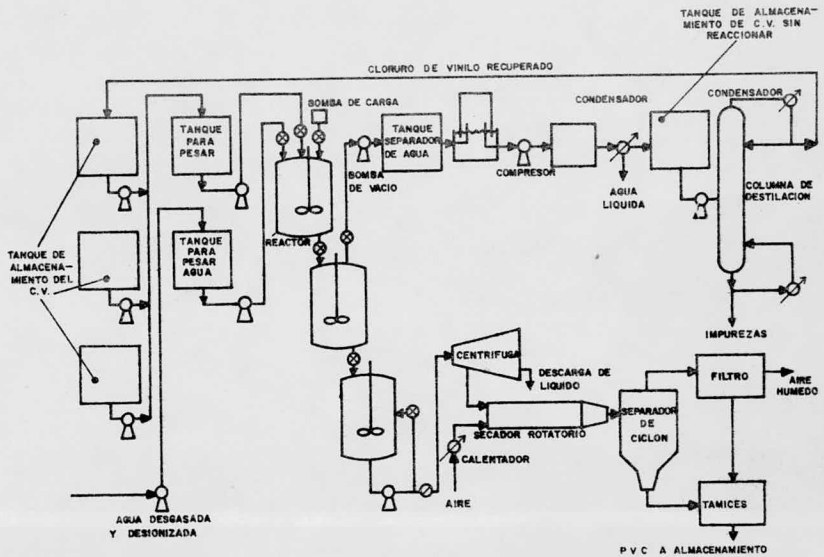 TANQUE DE ALMACENA-
MIENTO DE C.V. SIN
REACCIONAR
CLORURO DE VINILO RECUPERADO
BOMBA DE CARGA
CONDENSADOR
CONDENSADOR
TANQUE
PARA
PESAR
TANQUE
SEPARADOR
DE AGUA
BOMBA
DE VACIO
COMPRESOR
AGUA
LIQUIDA
COLUMNA DE
DESTILACION
REACTOR
TANQUE
PARA
PESAR
AGUA
TANQUE DE
ALMACENA-
MIENTO DEL
C.V.
IMPUREZAS
CENTRIFUGA
DESCARGA DE
LIQUIDO
FILTRO
AIRE
HUMEDO
SEPARADOR
DE
CICLON
SECADOR ROTATORIO
CALENTADOR
AIRE
TAMICES
AGUA DESGASADA
Y DESIONIZADA
PVC A ALMACENAMIENTO